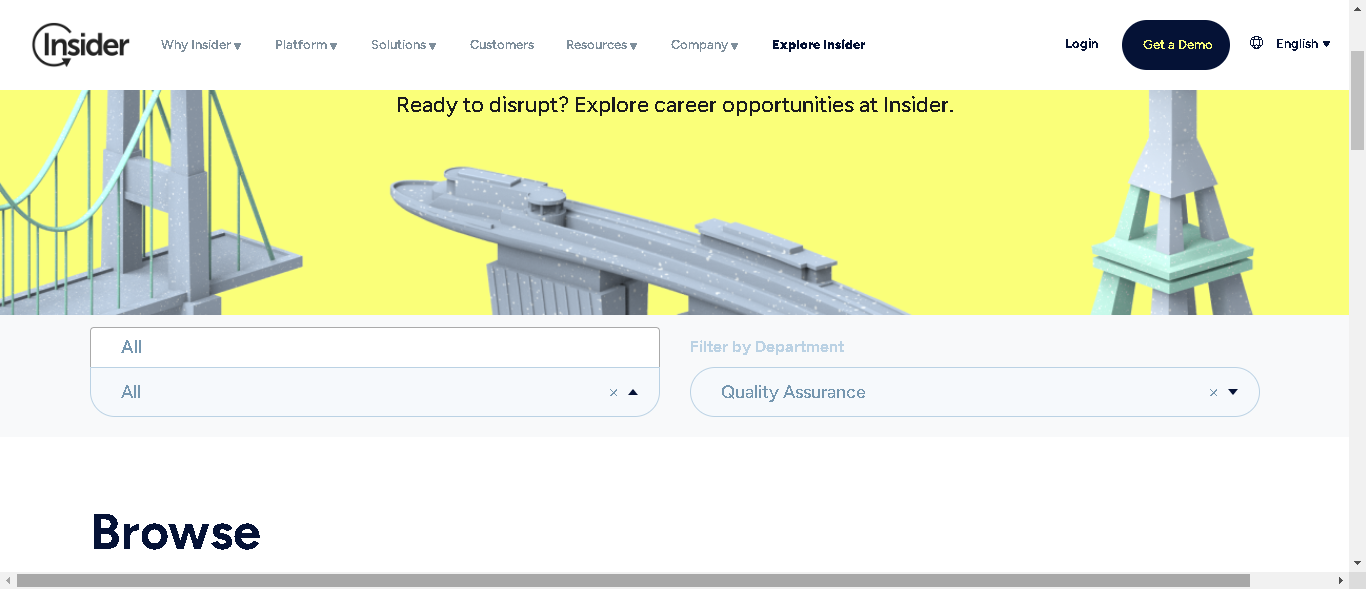 Insider
Why Insider ▾ Platform ▾ Solutions ▾ Customers Resources ▾ Company ▾ Explore Insider Login Get a Demo English ▾
Ready to disrupt? Explore career opportunities at Insider.
All
Filter by Department
All × ▴
Quality Assurance × ▾
Browse